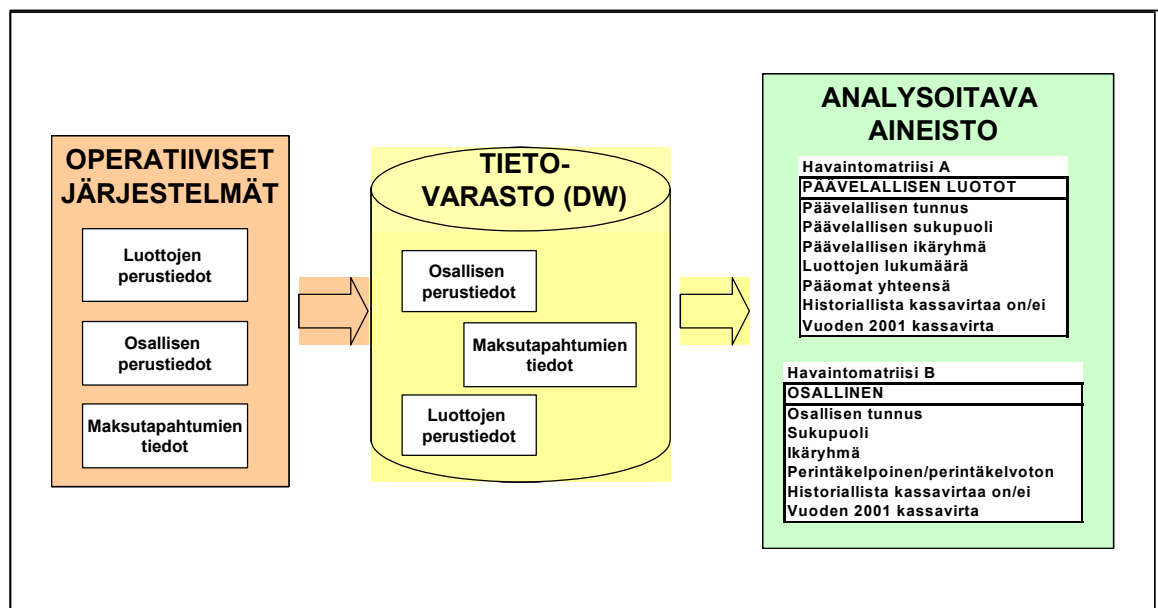 OPERATIIVISET
JÄRJESTELMÄT
Luottojen
perustiedot
Osallisen
perustiedot
Maksutapahtumien
tiedot
TIETO-
VARASTO (DW)
Osallisen
perustiedot
Maksutapahtumien
tiedot
Luottojen
perustiedot
ANALYSOITAVA
AINEISTO
Havaintomatriisi A
PÄÄVELALLISEN LUOTOT
Päävelallisen tunnus
Päävelallisen sukupuoli
Päävelallisen ikäryhmä
Luottojen lukumäärä
Pääomat yhteensä
Historiallista kassavirtaa on/ei
Vuoden 2001 kassavirta
Havaintomatriisi B
OSALLINEN
Osallisen tunnus
Sukupuoli
Ikäryhmä
Perintäkelpoinen/perintäkelvoton
Historiallista kassavirtaa on/ei
Vuoden 2001 kassavirta